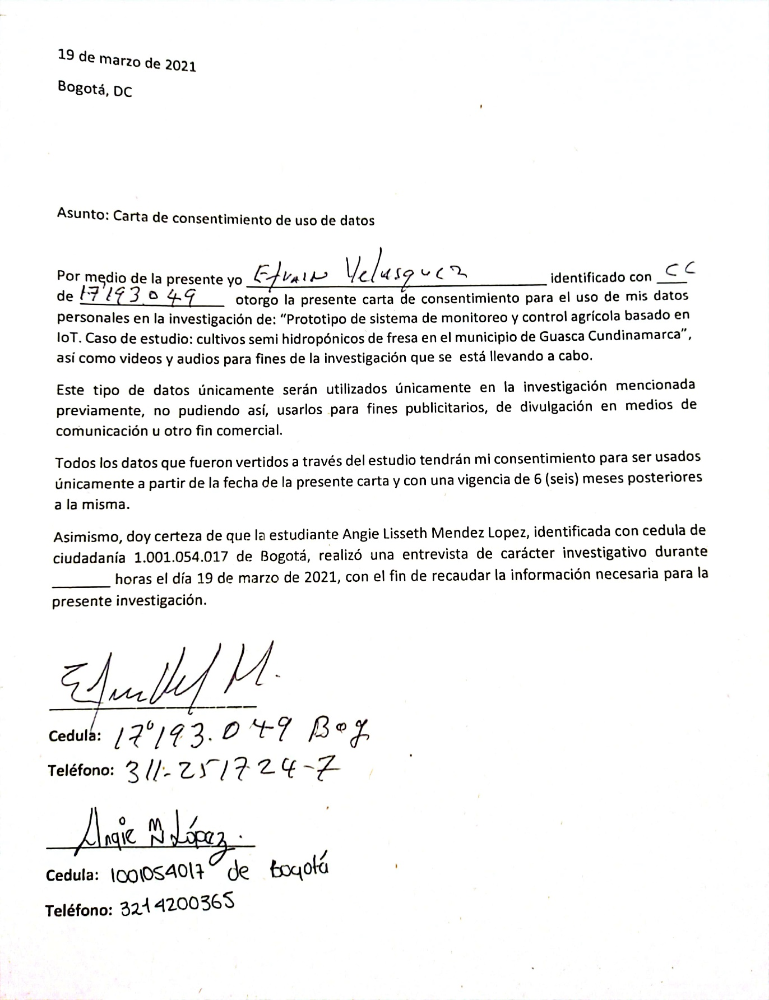 19 de marzo de 2021
Bogotá, DC
Asunto: Carta de consentimiento de uso de datos
Por medio de la presente yo Efrain Velasquez identificado con CC
de 17'193.049 otorgo la presente carta de consentimiento para el uso de mis datos
personales en la investigación de: “Prototipo de sistema de monitoreo y control agrícola basado en
IoT. Caso de estudio: cultivos semi hidropónicos de fresa en el municipio de Guasca Cundinamarca”,
así como videos y audios para fines de la investigación que se está llevando a cabo.
Este tipo de datos únicamente serán utilizados únicamente en la investigación mencionada
previamente, no pudiendo así, usarlos para fines publicitarios, de divulgación en medios de
comunicación u otro fin comercial.
Todos los datos que fueron vertidos a través del estudio tendrán mi consentimiento para ser usados
únicamente a partir de la fecha de la presente carta y con una vigencia de 6 (seis) meses posteriores
a la misma.
Asimismo, doy certeza de que la estudiante Angie Lisseth Mendez Lopez, identificada con cedula de
ciudadanía 1.001.054.017 de Bogotá, realizó una entrevista de carácter investigativo durante
________ horas el día 19 de marzo de 2021, con el fin de recaudar la información necesaria para la
presente investigación.
Cedula: 17'193.049 Bog
Teléfono: 311-251724-7
Angie M López.
Cedula: 1001054017 de Bogotá
Teléfono: 3214200365